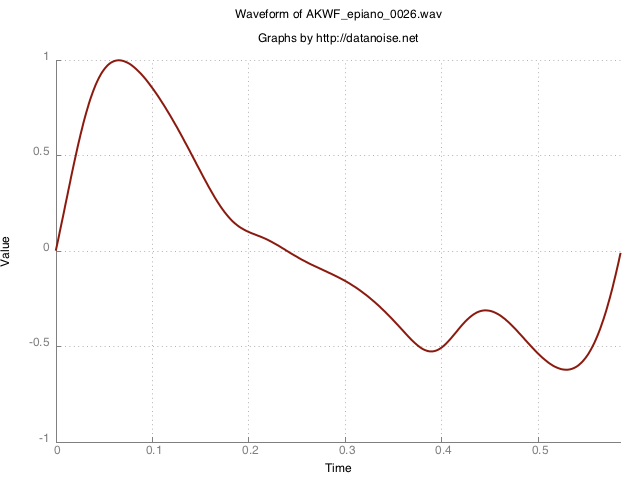 Waveform of AKWF_epiano_0026.wav
Graphs by http://datanoise.net
1
0.5
0
-0.5
-1
Value
0 0.1 0.2 0.3 0.4 0.5
Time